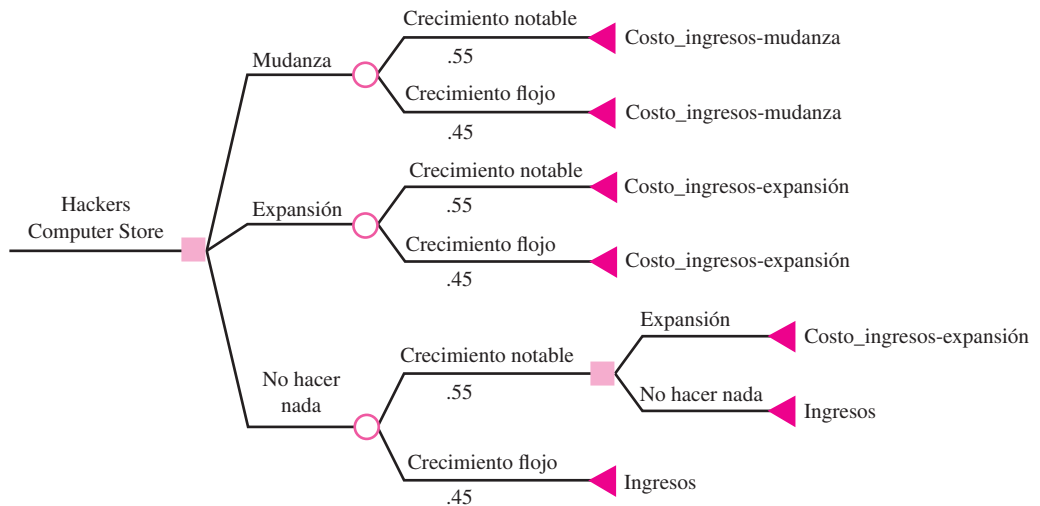 Crecimiento notable
Costo_ingresos-mudanza
.55
Mudanza
Crecimiento flojo
Costo_ingresos-mudanza
.45
Crecimiento notable
Costo_ingresos-expansión
.55
Hackers
Computer Store
Expansión
Crecimiento flojo
Costo_ingresos-expansión
.45
Expansión
Costo_ingresos-expansión
Crecimiento notable
.55
No hacer
nada
No hacer nada
Ingresos
Crecimiento flojo
Ingresos
.45